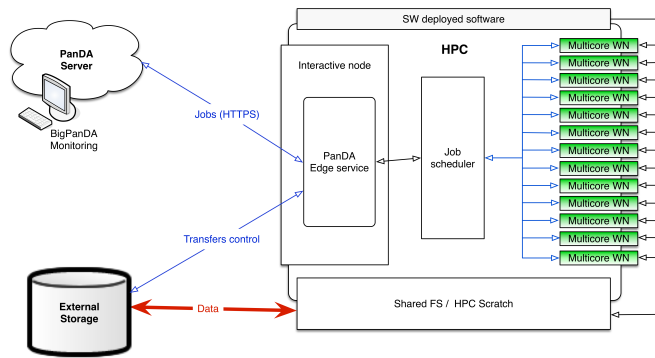 SW deployed software
HPC
PanDA
Server
BigPanDA
Monitoring
Jobs (HTTPS)
Interactive node
PanDA
Edge service
Job
scheduler
Multicore WN
Multicore WN
Multicore WN
Multicore WN
Multicore WN
Multicore WN
Multicore WN
Multicore WN
Multicore WN
Multicore WN
Multicore WN
Multicore WN
Multicore WN
Transfers control
External
Storage
Data
Shared FS / HPC Scratch